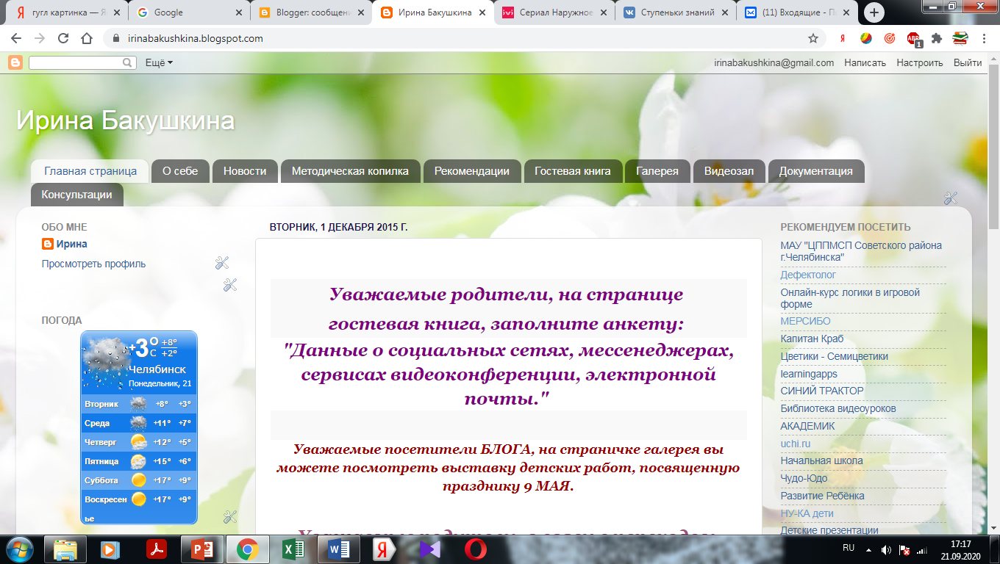 гугл картинка — Я
Google
Blogger: сообщени
Ирина Бакушкина
Сериал Наружное
Ступеньки знаний
(11) Входящие - П
irinabakushkina.blogspot.com
Ещё
irinabakushkina@gmail.com Написать Настроить Выйти
Ирина Бакушкина
Главная страница
О себе
Новости
Методическая копилка
Рекомендации
Гостевая книга
Галерея
Видеозал
Документация
Консультации
ОБО МНЕ
Ирина
Просмотреть профиль
ПОГОДА
+3°C +8° +2°
Челябинск
Понедельник, 21
Вторник +8° +3°
Среда +11° +7°
Четверг +12° +5°
Пятница +15° +6°
Суббота +17° +9°
Воскресен +17° +9°
ье
ВТОРНИК, 1 ДЕКАБРЯ 2015 Г.
Уважаемые родители, на странице
гостевая книга, заполните анкету:
"Данные о социальных сетях, мессенеджерах,
сервисах видеоконференции, электронной
почты."
Уважаемые посетители БЛОГА, на страничке галерея вы
можете посмотреть выставку детских работ, посвященную
празднику 9 МАЯ.
РЕКОМЕНДУЕМ ПОСЕТИТЬ
МАУ "ЦППМСП Советского района
г.Челябинска"
Дефектолог
Онлайн-курс логики в игровой
форме
МЕРСИБО
Капитан Краб
Цветики - Семицветики
learningapps
СИНИЙ ТРАКТОР
Библиотека видеоуроков
АКАДЕМИК
uchi.ru
Начальная школа
Чудо-Юдо
Развитие Ребёнка
НУ-КА дети
Детские презентации
RU
17:17
21.09.2020